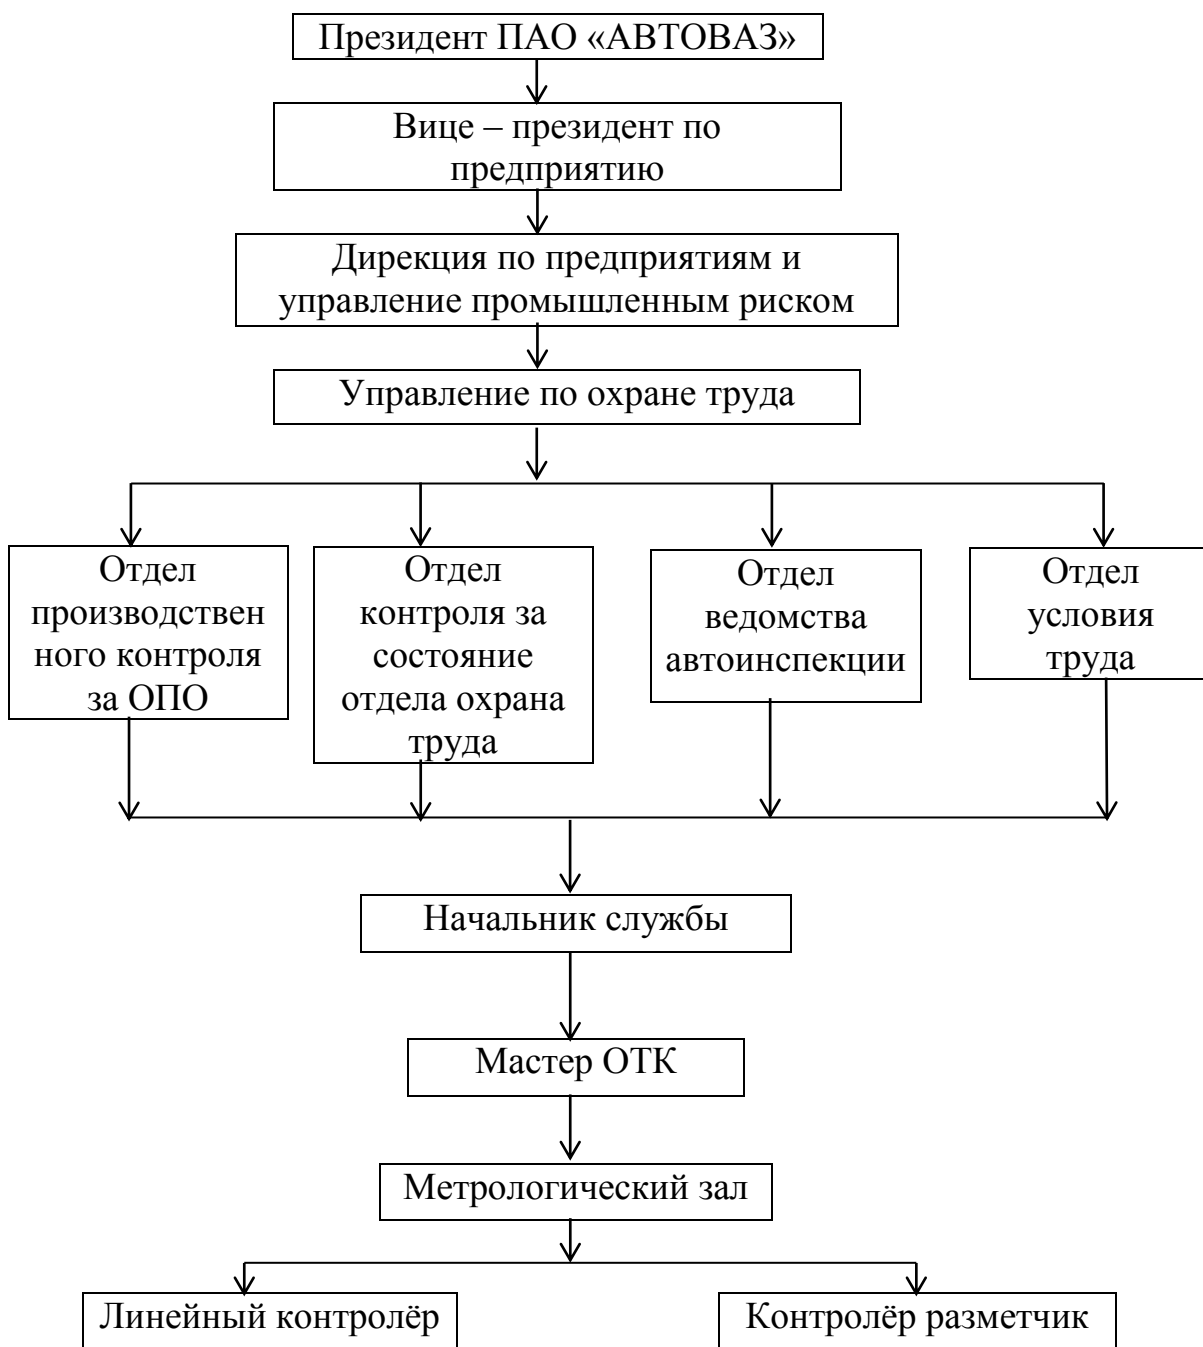 Президент ПАО «АВТОВАЗ»
Вице – президент по
предприятию
Дирекция по предприятиям и
управление промышленным риском
Управление по охране труда
Отдел
производствен
ного контроля
за ОПО
Отдел
контроля за
состояние
отдела охрана
труда
Отдел
ведомства
автоинспекции
Отдел
условия
труда
Начальник службы
Мастер ОТК
Метрологический зал
Линейный контролёр
Контролёр разметчик